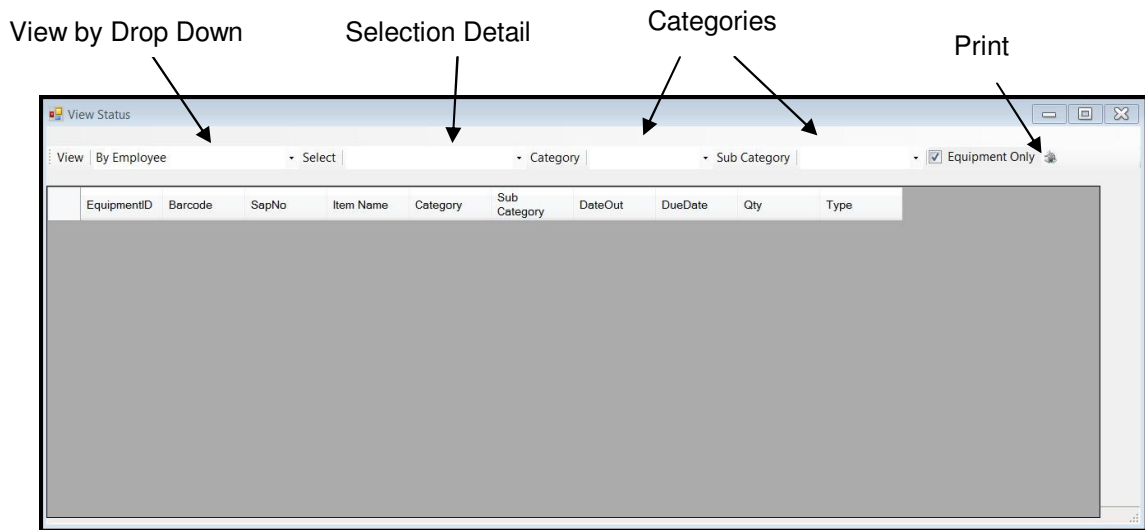 View by Drop Down Selection Detail Categories Print
View Status
View By Employee Select Category Sub Category Equipment Only
EquipmentID Barcode SapNo Item Name Category Sub Category DateOut DueDate Qty Type